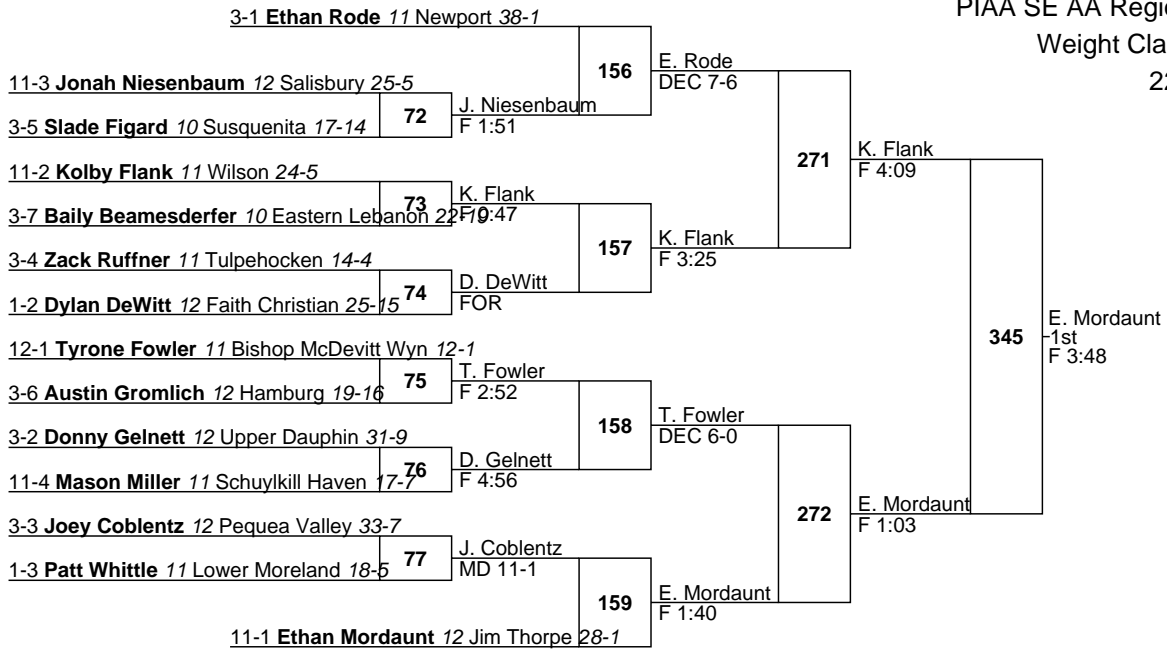 PIAA SE AA Regio
Weight Cla
3-1 Ethan Rode 11 Newport 38-1
11-3 Jonah Niesenbaum 12 Salisbury 25-5
3-5 Slade Figard 10 Susquenita 17-14
11-2 Kolby Flank 11 Wilson 24-5
3-7 Baily Beamesderfer 10 Eastern Lebanon
3-4 Zack Ruffner 11 Tulpehocken 14-4
1-2 Dylan DeWitt 12 Faith Christian 25-15
12-1 Tyrone Fowler 11 Bishop McDevitt Wyn 12-1
3-6 Austin Gromlich 12 Hamburg 19-16
3-2 Donny Gelnett 12 Upper Dauphin 31-9
11-4 Mason Miller 11 Schuylkill Haven 17-7
3-3 Joey Coblentz 12 Pequea Valley 33-7
1-3 Patt Whittle 11 Lower Moreland 18-5
11-1 Ethan Mordaunt 12 Jim Thorpe 28-1
72
J. Niesenbaum
F 1:51
73
K. Flank
F 0:47
74
D. DeWitt
FOR
75
T. Fowler
F 2:52
76
D. Gelnett
F 4:56
77
J. Coblentz
MD 11-1
156
E. Rode
DEC 7-6
157
K. Flank
F 3:25
158
T. Fowler
DEC 6-0
159
E. Mordaunt
F 1:40
271
K. Flank
F 4:09
272
E. Mordaunt
F 1:03
345
E. Mordaunt
1st
F 3:48